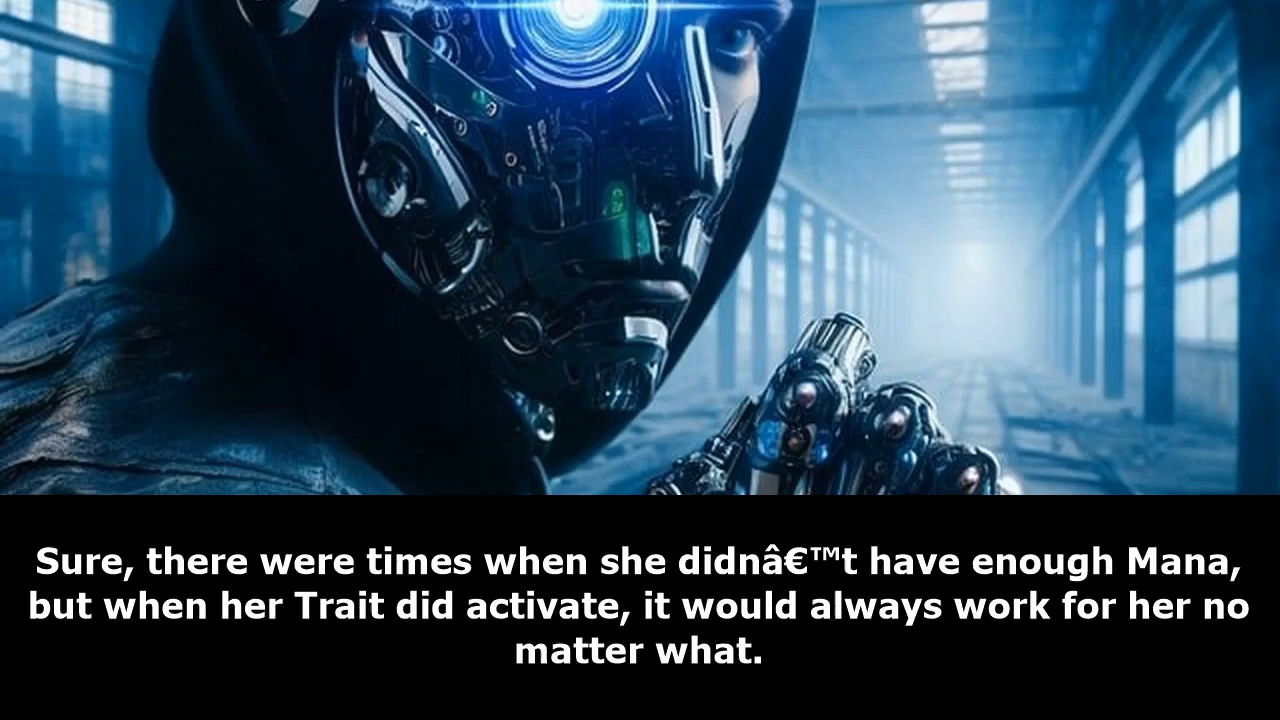 Sure, there were times when she didnâ€™t have enough Mana,
but when her Trait did activate, it would always work for her no
matter what.